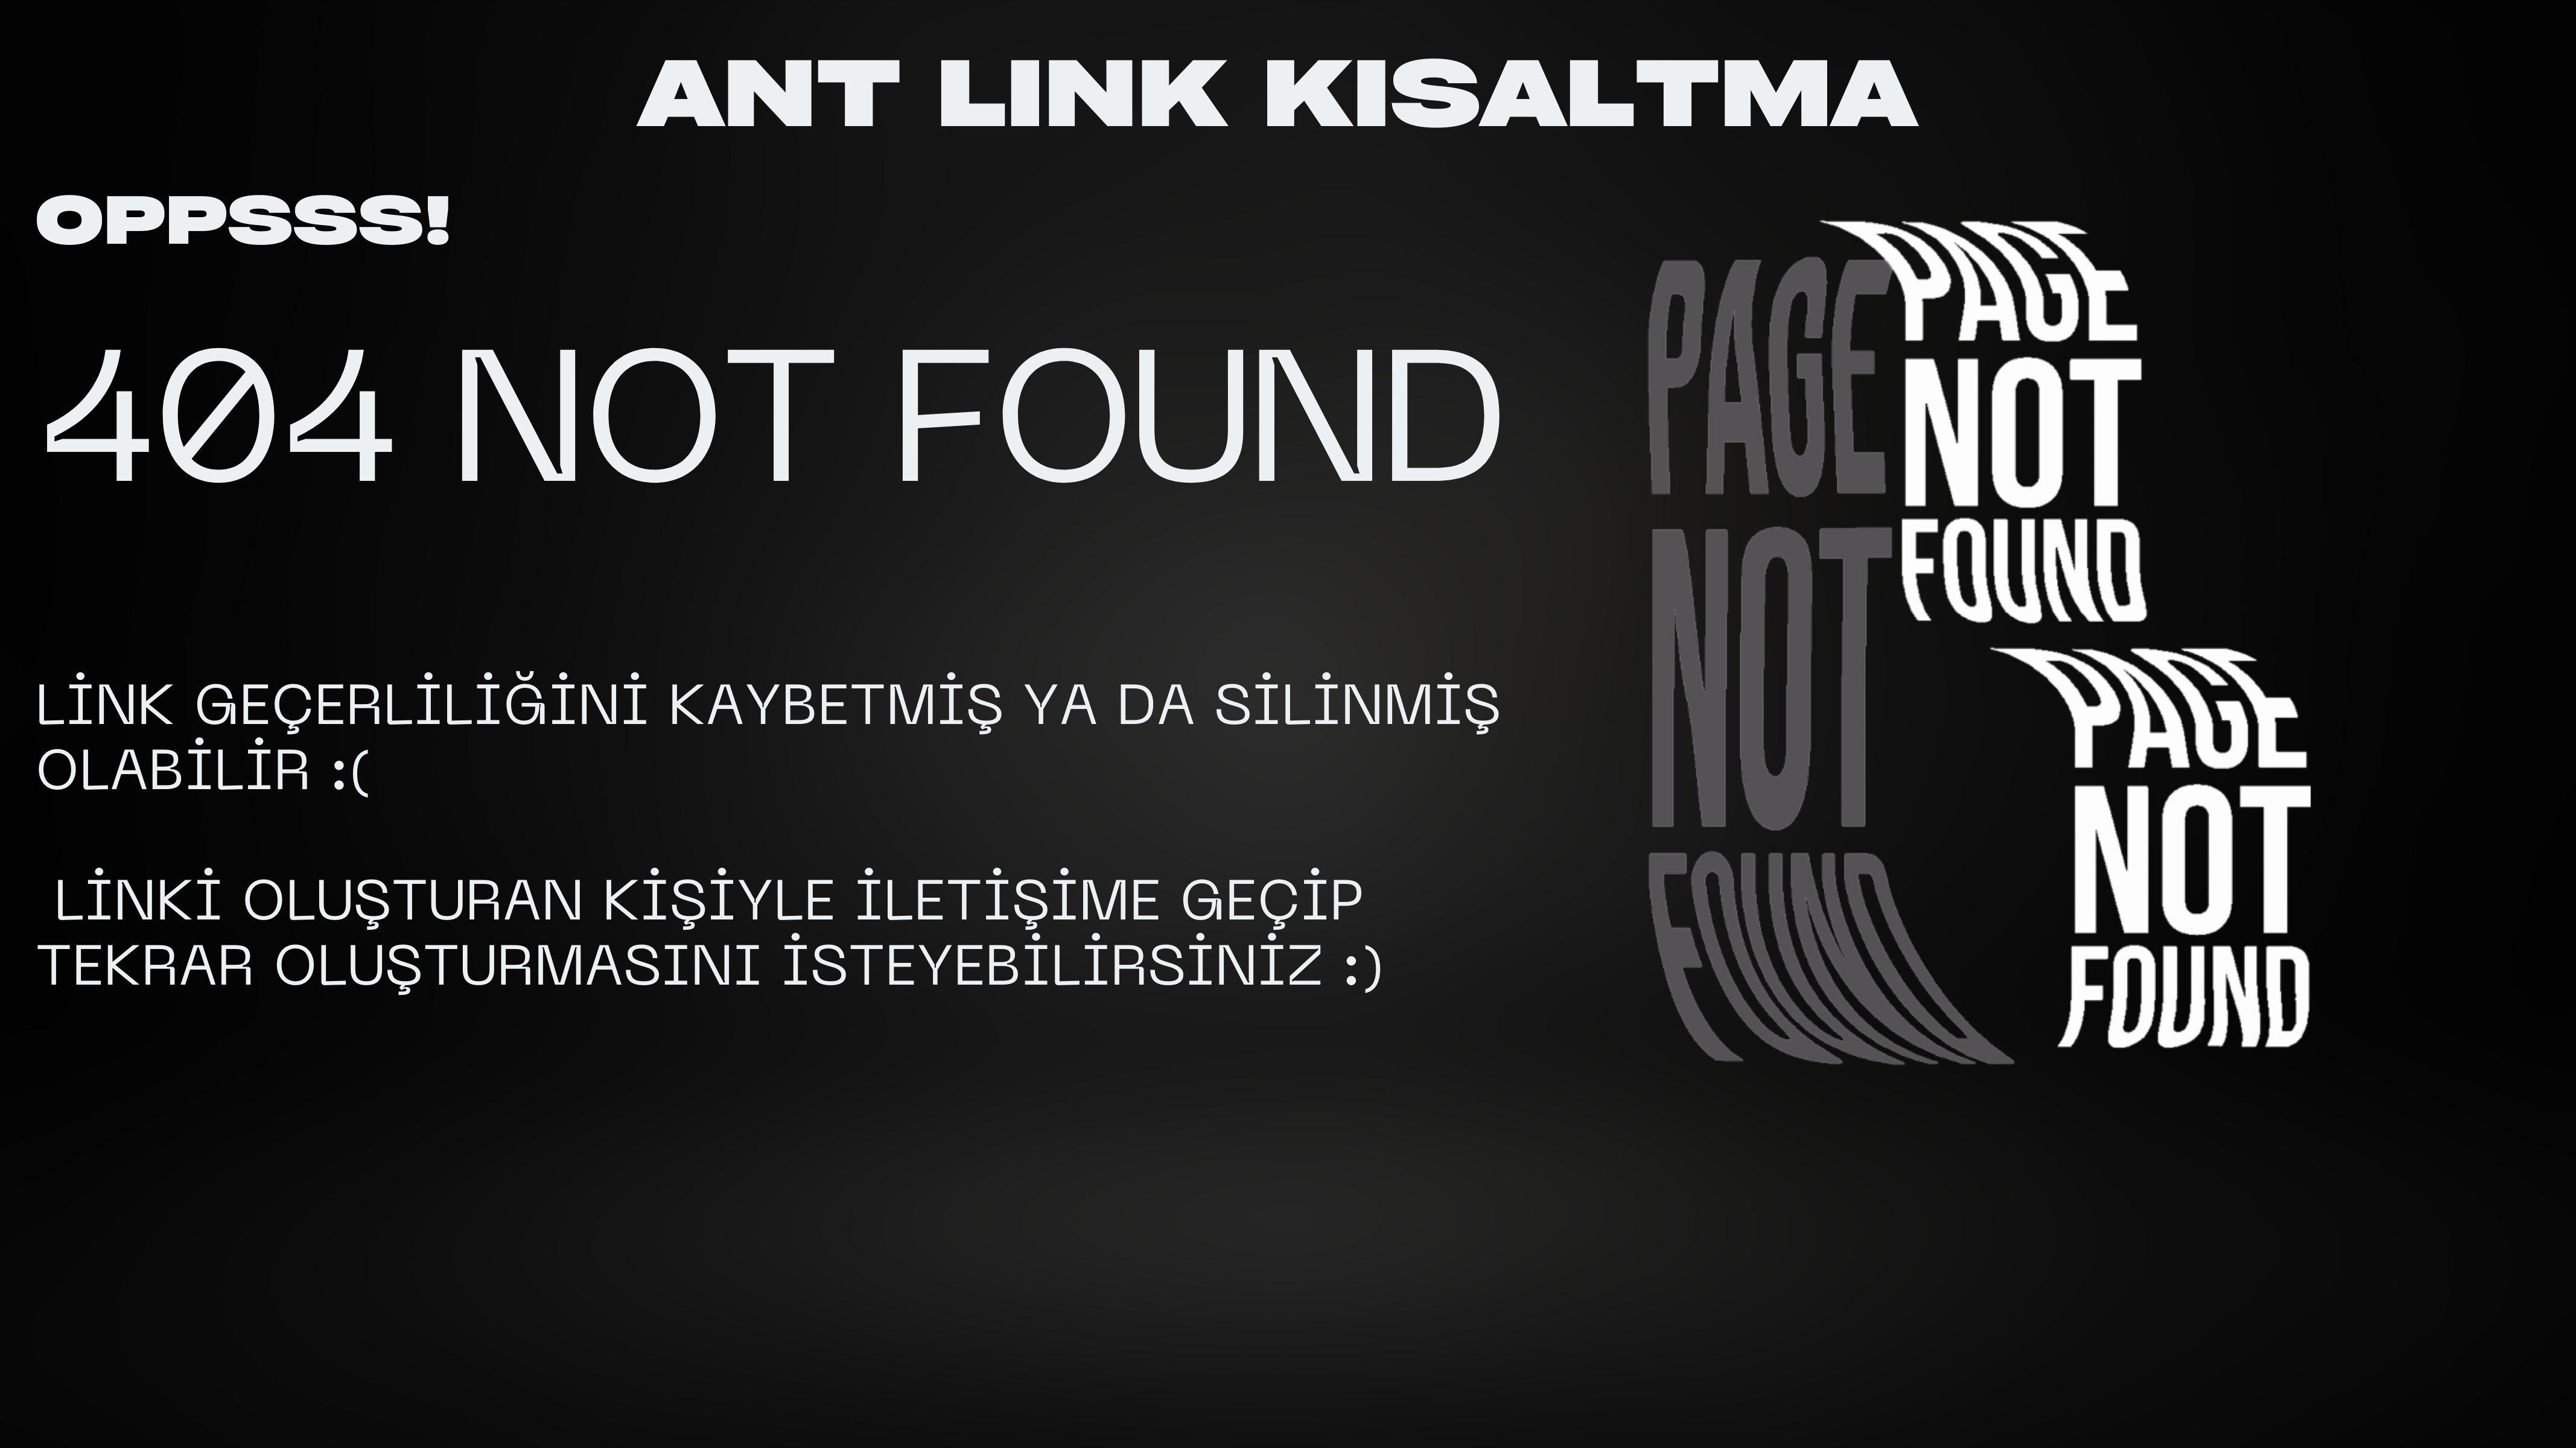 ANT LINK KISALTMA
OPPSSS!
404 NOT FOUND
LİNK GEÇERLİLİĞİNİ KAYBETMİŞ YA DA SİLİNMİŞ
OLABİLİR :(
LİNKİ OLUŞTURAN KİŞİYLE İLETİŞİME GEÇİP
TEKRAR OLUŞTURMASINI İSTEYEBİLİRSİNİZ :)
PAGE
NOT
FOUND
PAGE
NOT
FOUND
PAGE
NOT
FOUND